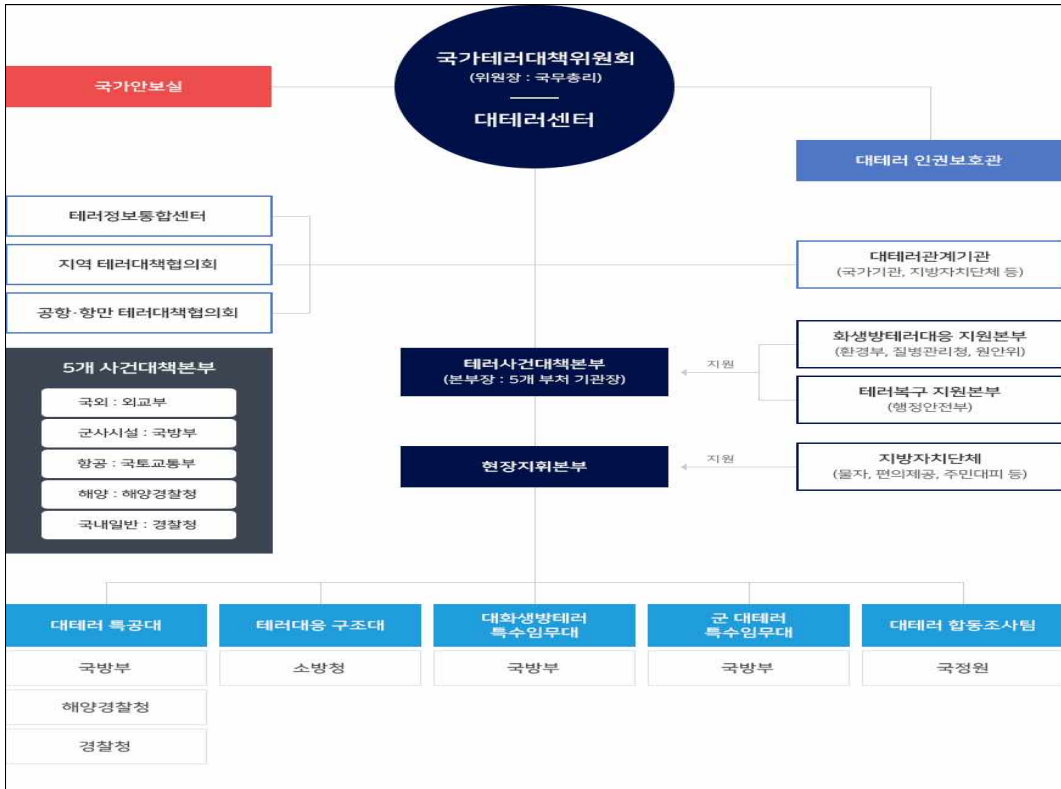 국가테러대책위원회
(위원장 : 국무총리)
대테러센터
국가안보실
대테러 인권보호관
테러정보통합센터
지역 테러대책협의회
공항·항만 테러대책협의회
대테러관계기관
(국가기관, 지방자치단체 등)
5개 사건대책본부
국외 : 외교부
군사시설 : 국방부
항공 : 국토교통부
해양 : 해양경찰청
국내일반 : 경찰청
테러사건대책본부
(본부장 : 5개 부처 기관장)
지원
화생방테러대응 지원본부
(환경부, 질병관리청, 원안위)
테러복구 지원본부
(행정안전부)
현장지휘본부
지원
지방자치단체
(물자, 편의제공, 주민대피 등)
대테러 특공대
국방부
해양경찰청
경찰청
테러대응 구조대
소방청
대화생방테러
특수임무대
국방부
군 대테러
특수임무대
국방부
대테러 합동조사팀
국정원